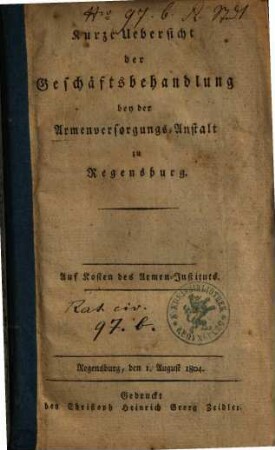 Kurze Uebersicht
der
Geschäftsbehandlung
bey der
Armenversorgungs-Anstalt
zu
Regensburg.
Auf Kosten des Armen-Instituts.
Rat. civ.
97. b.
Regensburg, den 1. August 1804.
Gedruckt
bey Christoph Heinrich Georg Zeidler.